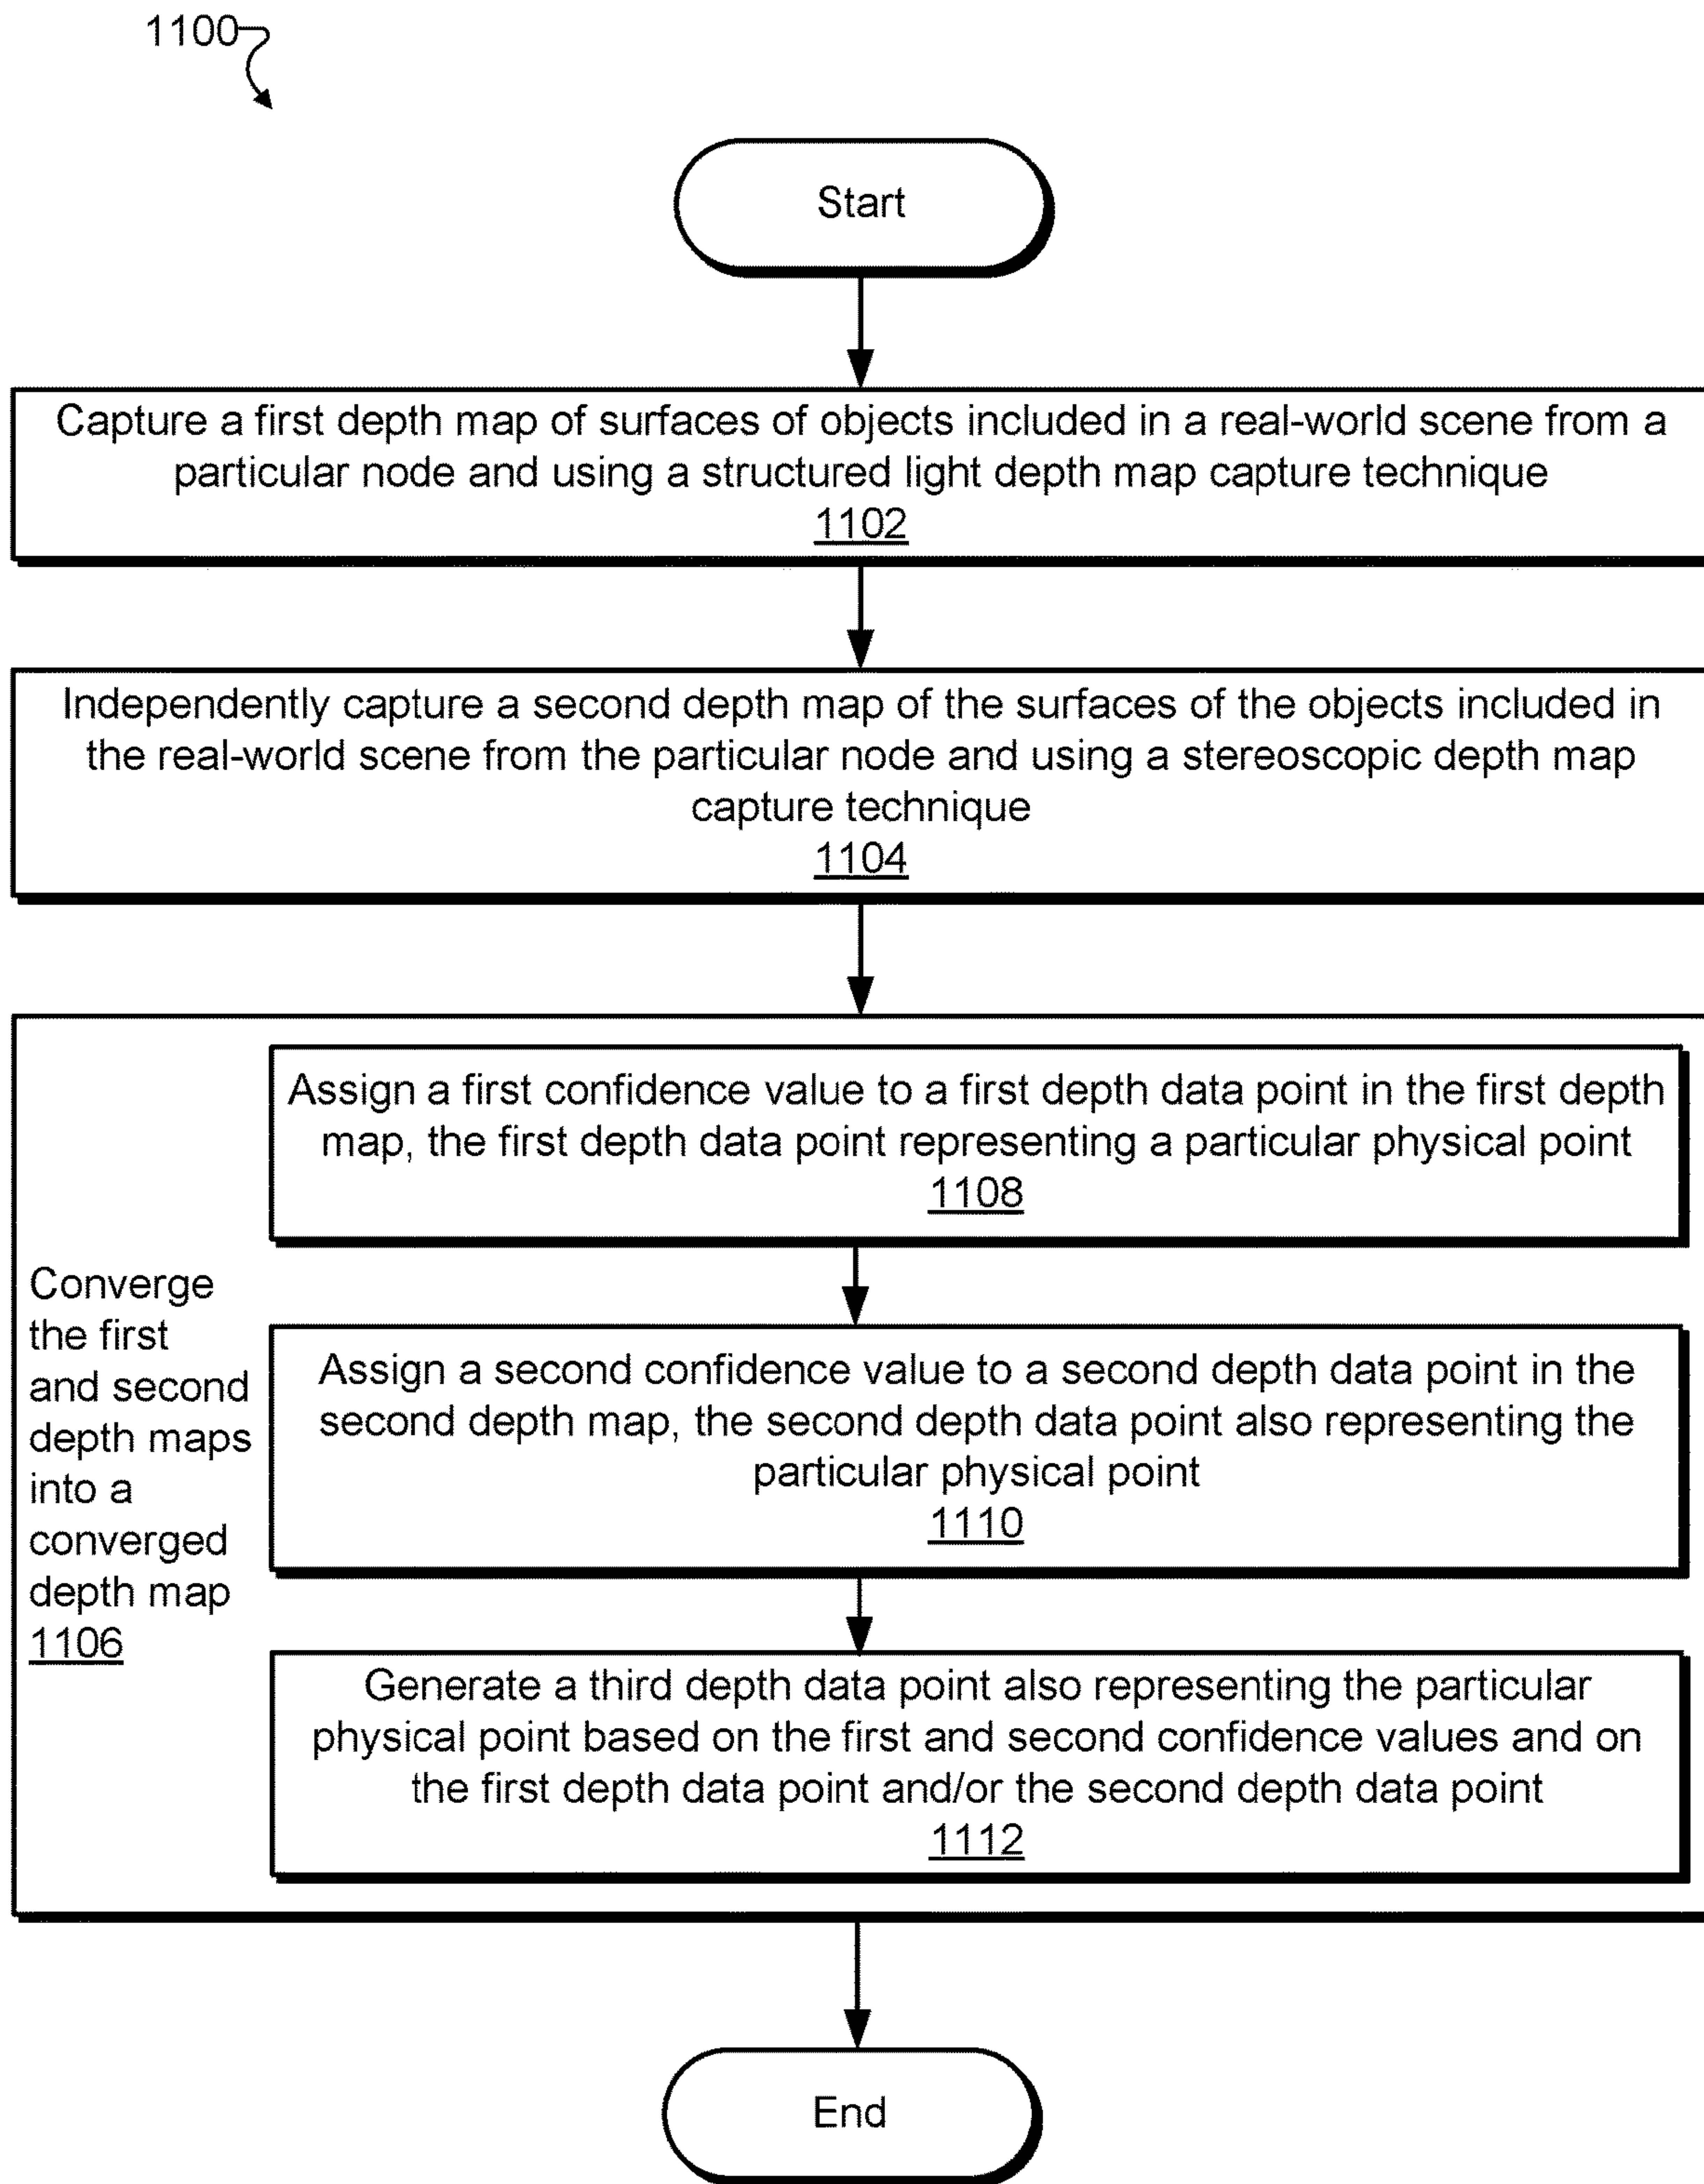 1100
Start
Capture a first depth map of surfaces of objects included in a real-world scene from a
particular node and using a structured light depth map capture technique
1102
Independently capture a second depth map of the surfaces of the objects included in
the real-world scene from the particular node and using a stereoscopic depth map
capture technique
1104
Converge
the first
and second
depth maps
into a
converged
depth map
1106
Assign a first confidence value to a first depth data point in the first depth
map, the first depth data point representing a particular physical point
1108
Assign a second confidence value to a second depth data point in the
second depth map, the second depth data point also representing the
particular physical point
1110
Generate a third depth data point also representing the particular
physical point based on the first and second confidence values and on
the first depth data point and/or the second depth data point
1112
End